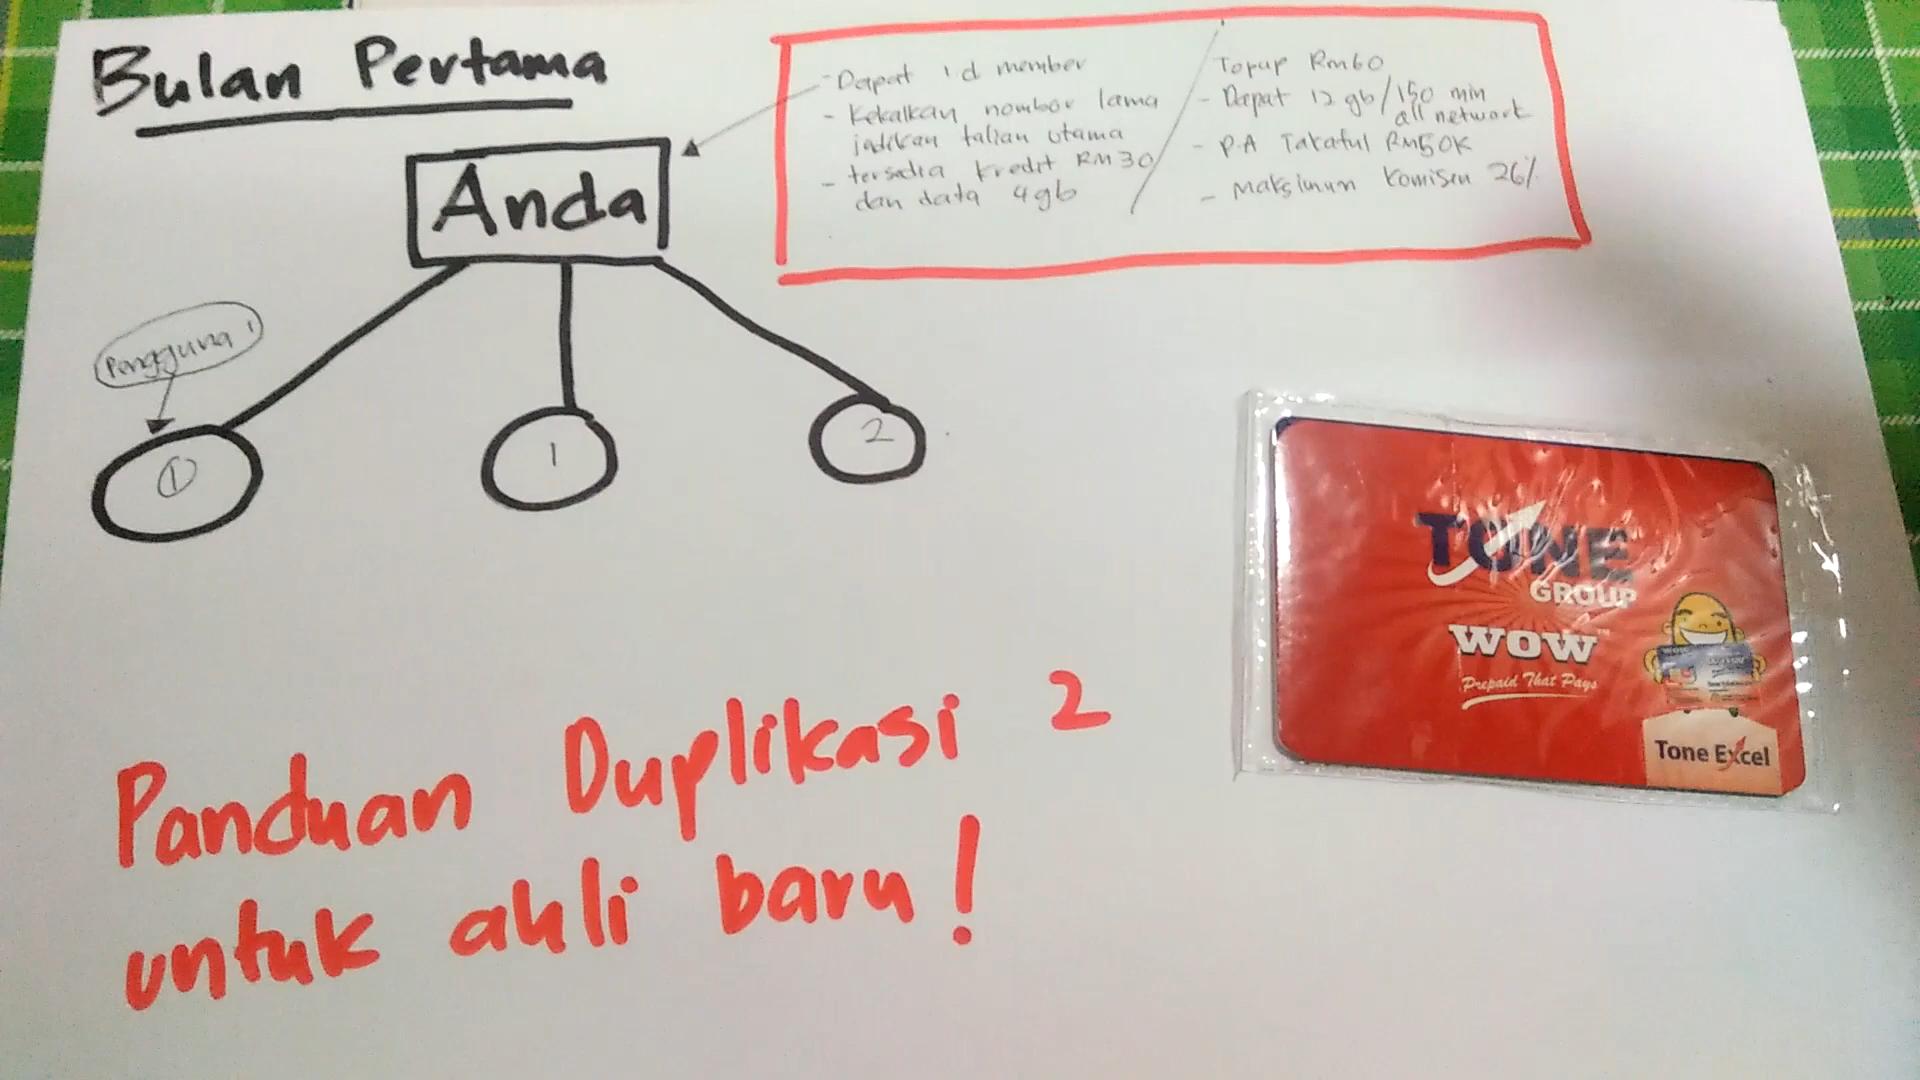 Bulan Pertama
- Dapat id member
- Kekalkan nombor lama
jadikan talian utama
- tersedia kredit RM30
dan data 4gb
Topup Rm60
- Dapat 12 gb/150 min
all network
- P.A Takaful RM50K
- Maksimum komisen 26%
Anda
Pengguna 1
1
1
2
TONE
GROUP
WOW
Prepaid That Pays
Tone Excel
Panduan Duplikasi 2
untuk ahli baru!